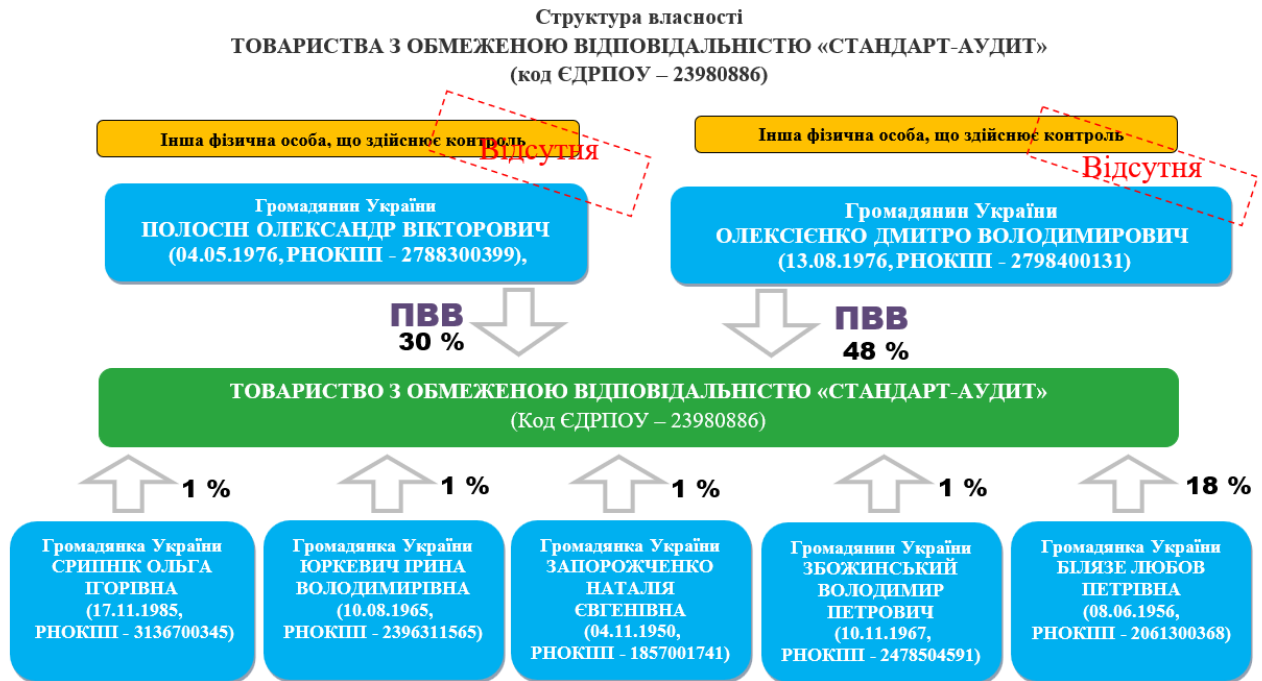 Структура власності
ТОВАРИСТВА З ОБМЕЖЕНОЮ ВІДПОВІДАЛЬНІСТЮ «СТАНДАРТ-АУДИТ»
(код ЄДРПОУ – 23980886)
Інша фізична особа, що здійснює контроль
Відсутня
Інша фізична особа, що здійснює контроль
Відсутня
Громадянин України
ПОЛОСІН ОЛЕКСАНДР ВІКТОРОВИЧ
(04.05.1976, РНОКПП - 2788300399),
Громадянин України
ОЛЕКСІЄНКО ДМИТРО ВОЛОДИМИРОВИЧ
(13.08.1976, РНОКПП - 2798400131)
ПВВ
30 %
ПВВ
48 %
ТОВАРИСТВО З ОБМЕЖЕНОЮ ВІДПОВІДАЛЬНІСТЮ «СТАНДАРТ-АУДИТ»
(Код ЄДРПОУ – 23980886)
1 %
1 %
1 %
1 %
18 %
Громадянка України
СРИПНІК ОЛЬГА
ІГОРІВНА
(17.11.1985,
РНОКПП - 3136700345)
Громадянка України
ЮРКЕВИЧ ІРИНА
ВОЛОДИМИРІВНА
(10.08.1965,
РНОКПП - 2396311565)
Громадянка України
ЗАПОРОЖЧЕНКО
НАТАЛІЯ
ЄВГЕНІВНА
(04.11.1950,
РНОКПП - 1857001741)
Громадянин України
ЗБОЖИНСЬКИЙ
ВОЛОДИМИР
ПЕТРОВИЧ
(10.11.1967,
РНОКПП - 2478504591)
Громадянка України
БІЛЯЗЕ ЛЮБОВ
ПЕТРІВНА
(08.06.1956,
РНОКПП - 2061300368)